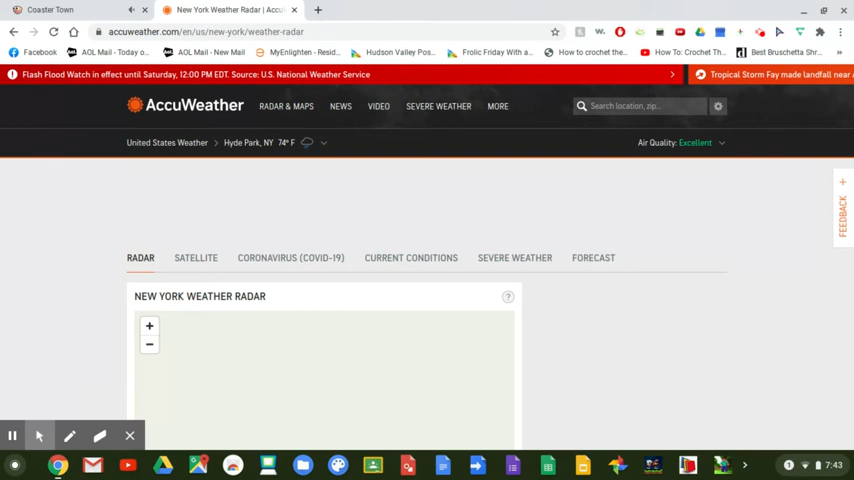 Coaster Town
New York Weather Radar | AccuWe
accuweather.com/en/us/new-york/weather-radar
Facebook
AOL Mail - Today o...
AOL Mail - New Mail
MyEnlighten - Resid...
Hudson Valley Pos...
Frolic Friday With a...
How to crochet the...
How To: Crochet Th...
Best Bruschetta Shr...
Flash Flood Watch in effect until Saturday, 12:00 PM EDT. Source: U.S. National Weather Service
Tropical Storm Fay made landfall near A
AccuWeather
RADAR & MAPS
NEWS
VIDEO
SEVERE WEATHER
MORE
Search location, zip...
United States Weather > Hyde Park, NY 74° F
Air Quality: Excellent
FEEDBACK
RADAR
SATELLITE
CORONAVIRUS (COVID-19)
CURRENT CONDITIONS
SEVERE WEATHER
FORECAST
NEW YORK WEATHER RADAR
?
+
−
1
7:43